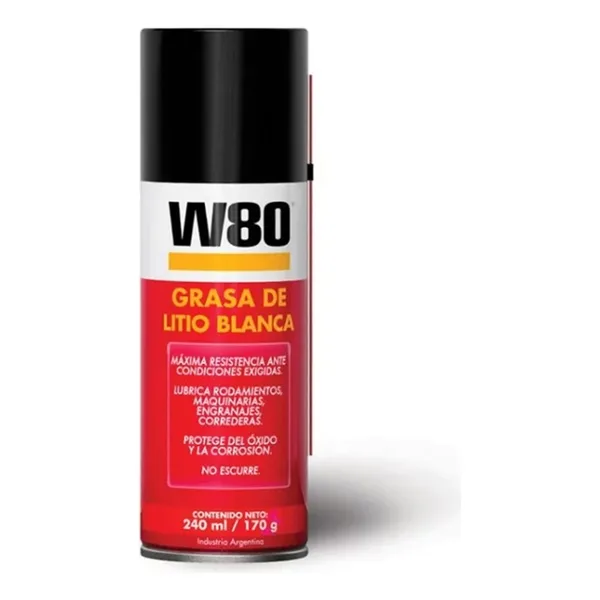 W80
GRASA DE
LITIO BLANCA
MÁXIMA RESISTENCIA ANTE
CONDICIONES EXIGIDAS.
LUBRICA RODAMIENTOS,
MAQUINARIAS,
ENGRANAJES,
CORREDERAS.
PROTEGE DEL ÓXIDO
Y LA CORROSIÓN.
NO ESCURRE.
CONTENIDO NETO:
240 ml / 170 g
Industria Argentina